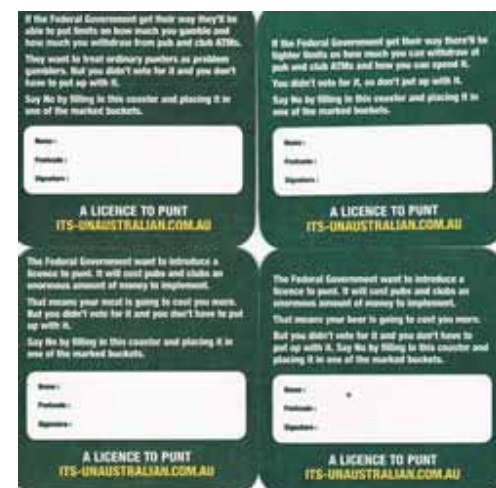 If the Federal Government get their way they'll be
able to put limits on how much you gamble and
how much you withdraw from pub and club ATMs.
They want to treat ordinary punters as problem
gamblers. But you didn't vote for it and you don't
have to put up with it.
Say No by filling in this coaster and placing it in
one of the marked buckets.
Name:
Postcode:
Signature:
A LICENCE TO PUNT
ITS-UNAUSTRALIAN.COM.AU
If the Federal Government get their way there'll be
tighter limits on how much you can withdraw at
pub and club ATMs and how you can spend it.
You didn't vote for it, so don't put up with it.
Say No by filling in this coaster and placing it in
one of the marked buckets.
Name:
Postcode:
Signature:
A LICENCE TO PUNT
ITS-UNAUSTRALIAN.COM.AU
The Federal Government want to introduce a
licence to punt. It will cost pubs and clubs an
enormous amount of money to implement.
That means your meal is going to cost you more.
But you didn't vote for it and you don't have to put
up with it.
Say No by filling in this coaster and placing it in
one of the marked buckets.
Name:
Postcode:
Signature:
A LICENCE TO PUNT
ITS-UNAUSTRALIAN.COM.AU
The Federal Government want to introduce a
licence to punt. It will cost pubs and clubs an
enormous amount of money to implement.
That means your beer is going to cost you more.
But you didn't vote for it and you don't have to
put up with it. Say No by filling in this coaster and
placing it in one of the marked buckets.
Name:
Postcode:
Signature:
A LICENCE TO PUNT
ITS-UNAUSTRALIAN.COM.AU